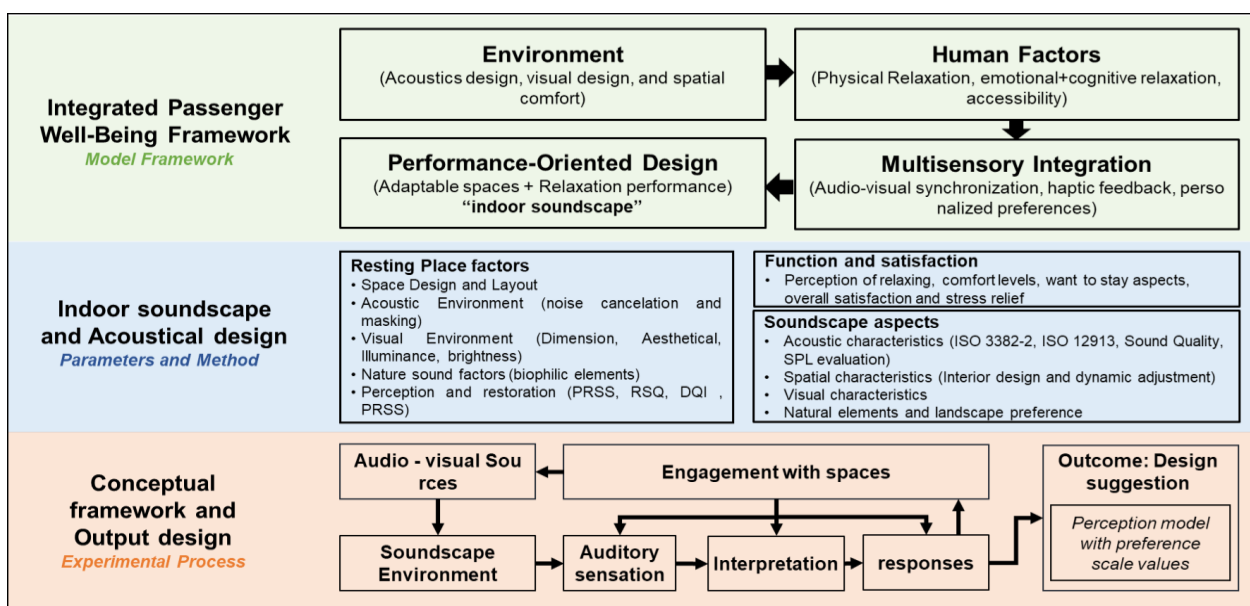 Integrated Passenger
Well-Being Framework
Model Framework
Environment
(Acoustics design, visual design, and spatial
comfort)
Human Factors
(Physical Relaxation, emotional+cognitive relaxation,
accessibility)
Performance-Oriented Design
(Adaptable spaces + Relaxation performance)
“indoor soundscape”
Multisensory Integration
(Audio-visual synchronization, haptic feedback, perso
nalized preferences)
Indoor soundscape
and Acoustical design
Parameters and Method
Resting Place factors
• Space Design and Layout
• Acoustic Environment (noise cancelation and
masking)
• Visual Environment (Dimension, Aesthetical,
Illuminance, brightness)
• Nature sound factors (biophilic elements)
• Perception and restoration (PRSS, RSQ, DQI ,
PRSS)
Function and satisfaction
• Perception of relaxing, comfort levels, want to stay aspects,
overall satisfaction and stress relief
Soundscape aspects
• Acoustic characteristics (ISO 3382-2, ISO 12913, Sound Quality,
SPL evaluation)
• Spatial characteristics (Interior design and dynamic adjustment)
• Visual characteristics
• Natural elements and landscape preference
Conceptual
framework and
Output design
Experimental Process
Audio - visual Sou
rces
Engagement with spaces
Soundscape
Environment
Auditory
sensation
Interpretation
responses
Outcome: Design
suggestion
Perception model
with preference
scale values